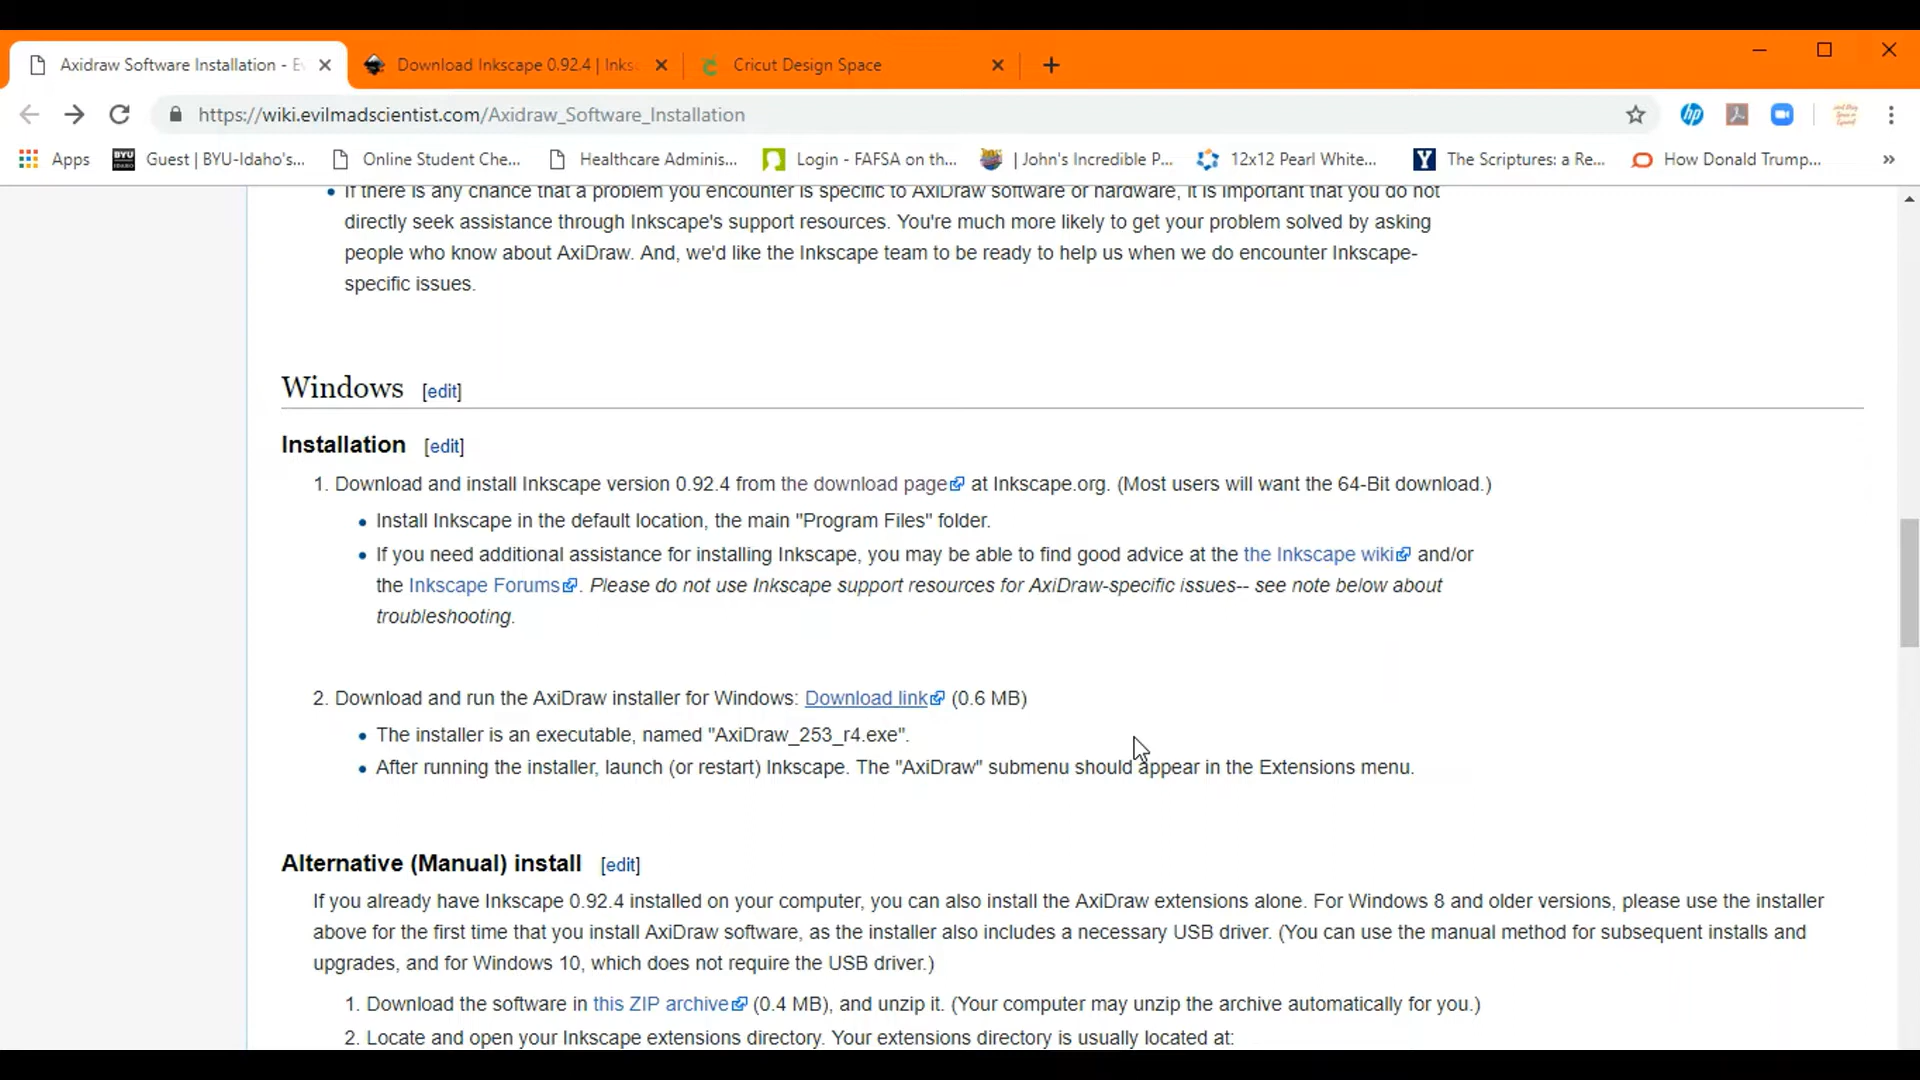 Axidraw Software Installation - E
Download Inkscape 0.92.4 | Inks
Cricut Design Space
https://wiki.evilmadscientist.com/Axidraw_Software_Installation
Apps
BYU
Guest | BYU-Idaho's...
Online Student Che...
Healthcare Adminis...
Login - FAFSA on th...
| John's Incredible P...
12x12 Pearl White...
Y
The Scriptures: a Re...
How Donald Trump...
»
If there is any chance that a problem you encounter is specific to AxiDraw software or hardware, it is important that you do not
directly seek assistance through Inkscape's support resources. You're much more likely to get your problem solved by asking
people who know about AxiDraw. And, we'd like the Inkscape team to be ready to help us when we do encounter Inkscape-
specific issues.
Windows [edit]
Installation [edit]
1. Download and install Inkscape version 0.92.4 from the download page at Inkscape.org. (Most users will want the 64-Bit download.)
• Install Inkscape in the default location, the main "Program Files" folder.
• If you need additional assistance for installing Inkscape, you may be able to find good advice at the the Inkscape wiki and/or
the Inkscape Forums. Please do not use Inkscape support resources for AxiDraw-specific issues-- see note below about
troubleshooting.
2. Download and run the AxiDraw installer for Windows: Download link (0.6 MB)
• The installer is an executable, named "AxiDraw_253_r4.exe".
• After running the installer, launch (or restart) Inkscape. The "AxiDraw" submenu should appear in the Extensions menu.
Alternative (Manual) install [edit]
If you already have Inkscape 0.92.4 installed on your computer, you can also install the AxiDraw extensions alone. For Windows 8 and older versions, please use the installer
above for the first time that you install AxiDraw software, as the installer also includes a necessary USB driver. (You can use the manual method for subsequent installs and
upgrades, and for Windows 10, which does not require the USB driver.)
1. Download the software in this ZIP archive (0.4 MB), and unzip it. (Your computer may unzip the archive automatically for you.)
2. Locate and open your Inkscape extensions directory. Your extensions directory is usually located at: